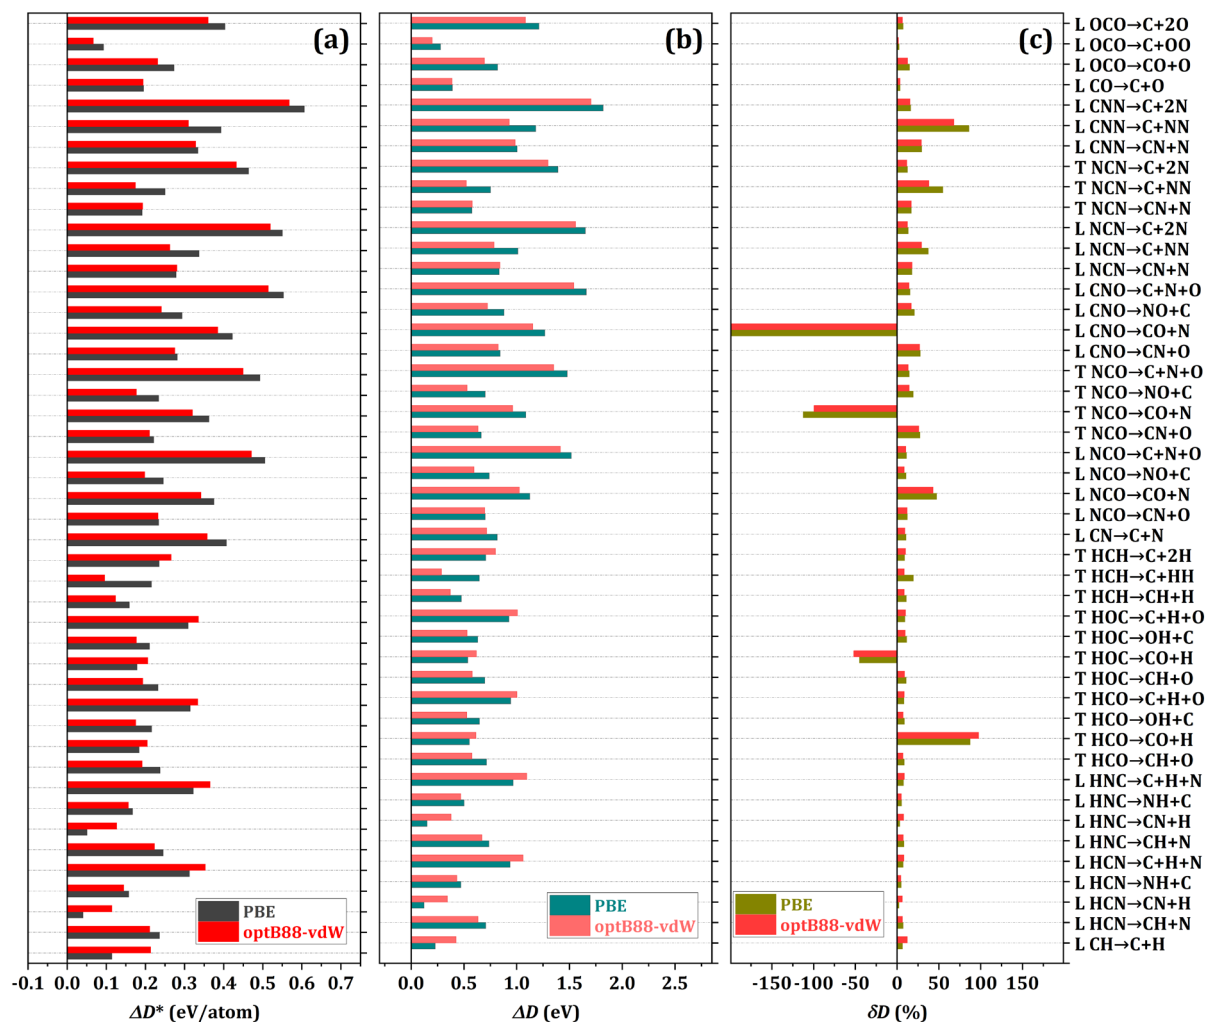 (a)
(b)
(c)
L OCO→C+2O
L OCO→C+OO
L OCO→CO+O
L CO→C+O
L CNN→C+2N
L CNN→C+NN
L CNN→CN+N
T NCN→C+2N
T NCN→C+NN
T NCN→CN+N
L NCN→C+2N
L NCN→C+NN
L NCN→CN+N
L CNO→C+N+O
L CNO→NO+C
L CNO→CO+N
L CNO→CN+O
T NCO→C+N+O
T NCO→NO+C
T NCO→CO+N
T NCO→CN+O
L NCO→C+N+O
L NCO→NO+C
L NCO→CO+N
L NCO→CN+O
L CN→C+N
T HCH→C+2H
T HCH→C+HH
T HCH→CH+H
T HOC→C+H+O
T HOC→OH+C
T HOC→CO+H
T HOC→CH+O
T HCO→C+H+O
T HCO→OH+C
T HCO→CO+H
T HCO→CH+O
L HNC→C+H+N
L HNC→NH+C
L HNC→CN+H
L HNC→CH+N
L HCN→C+H+N
L HCN→NH+C
L HCN→CN+H
L HCN→CH+N
L CH→C+H
PBE
optB88-vdW
PBE
optB88-vdW
PBE
optB88-vdW
-0.1 0.0 0.1 0.2 0.3 0.4 0.5 0.6 0.7
0.0 0.5 1.0 1.5 2.0
-150 -100 -50 0 50 100 150
ΔD* (eV/atom)
ΔD (eV)
δD (%)